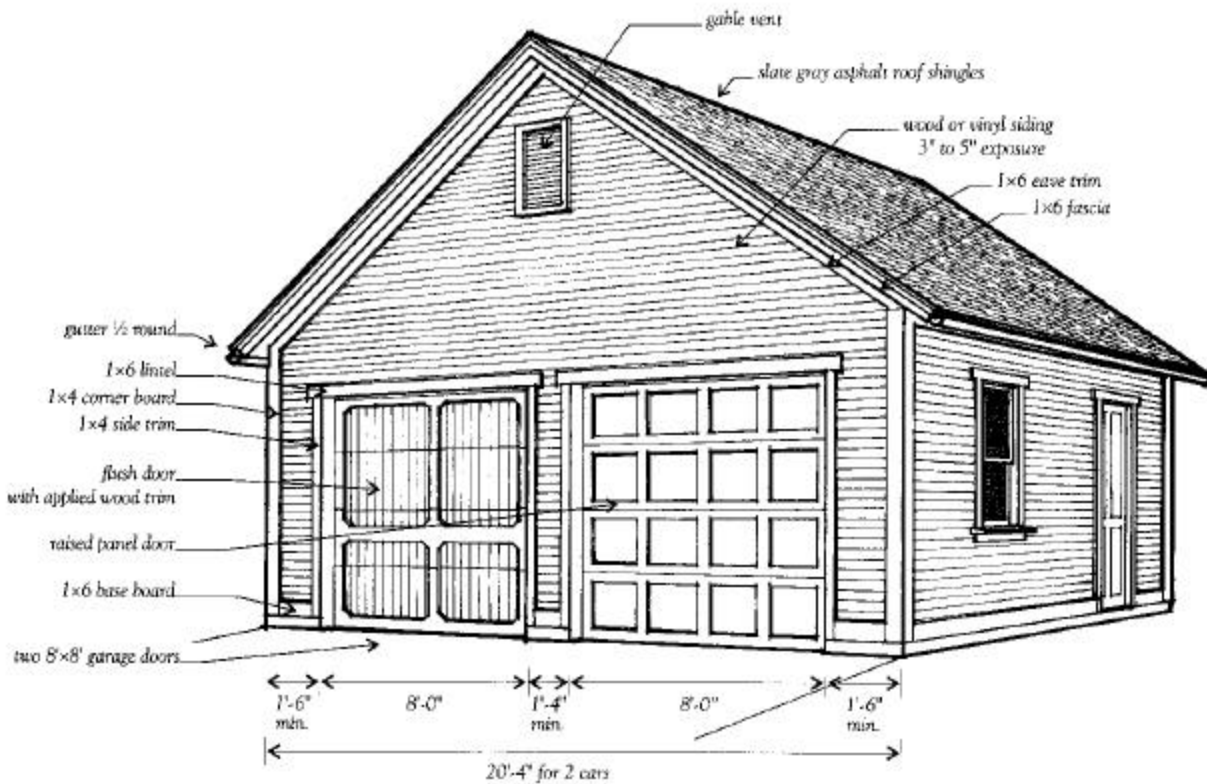 gable vent
slate gray asphalt roof shingles
wood or vinyl siding
3" to 5" exposure
1×6 eave trim
1×6 fascia
gutter ½ round
1×6 lintel
1×4 corner board
1×4 side trim
flush door
with applied wood trim
raised panel door
1×6 base board
two 8'×8' garage doors
1'-6"
min.
8'-0"
1'-4"
min.
8'-0"
1'-6"
min.
20'-4" for 2 cars